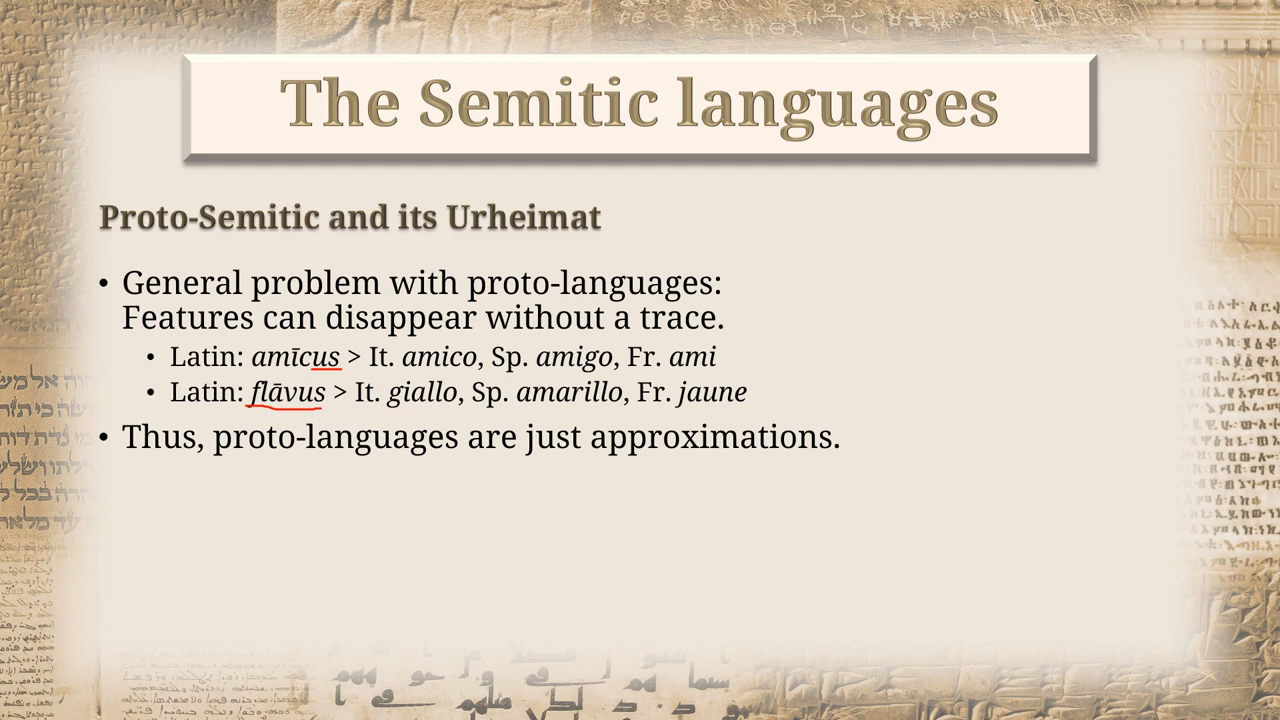 The Semitic languages
Proto-Semitic and its Urheimat
• General problem with proto-languages:
Features can disappear without a trace.
• Latin: amīcus > It. amico, Sp. amigo, Fr. ami
• Latin: flāvus > It. giallo, Sp. amarillo, Fr. jaune
• Thus, proto-languages are just approximations.